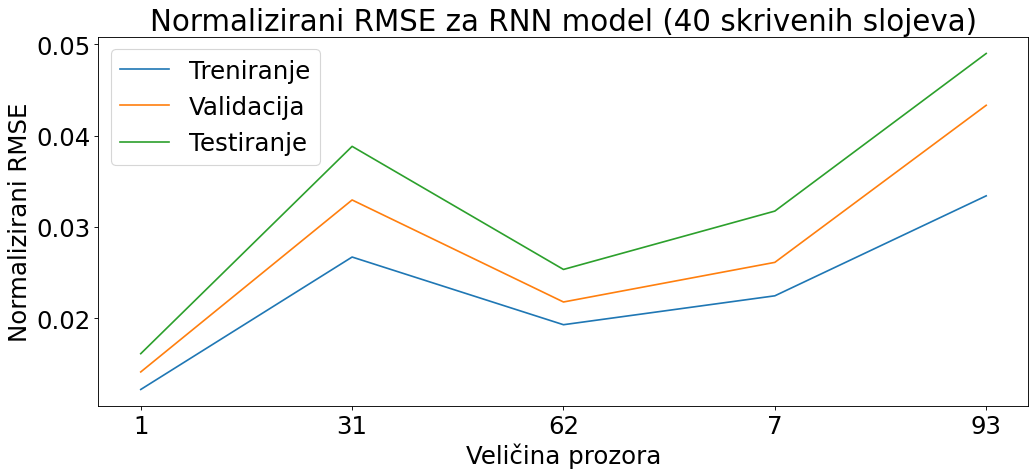 Normalizirani RMSE za RNN model (40 skrivenih slojeva)
Normalizirani RMSE
0.05
0.04
0.03
0.02
Treniranje
Validacija
Testiranje
1 31 62 7 93
Veličina prozora